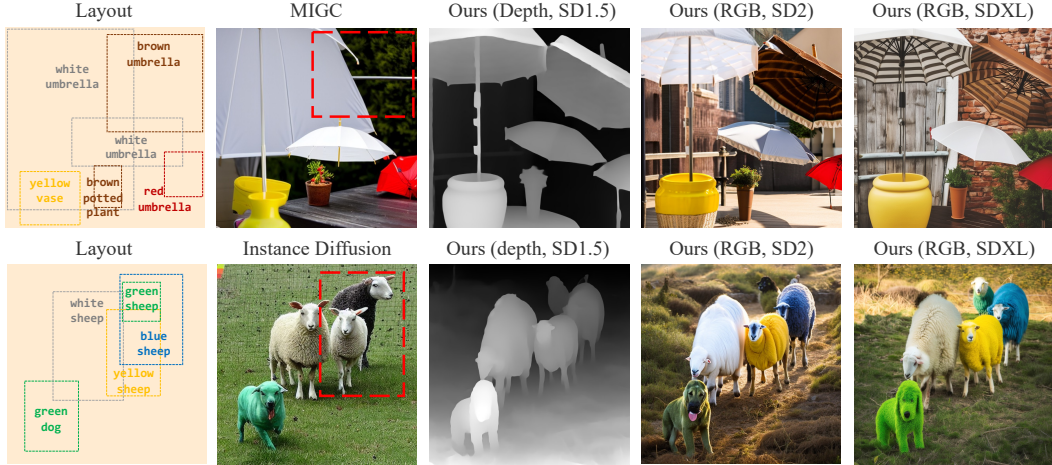 Layout
MIGC
Ours (Depth, SD1.5)
Ours (RGB, SD2)
Ours (RGB, SDXL)
brown
umbrella
white
umbrella
white
umbrella
yellow
vase
brown
potted
plant
red
umbrella
Layout
Instance Diffusion
Ours (depth, SD1.5)
Ours (RGB, SD2)
Ours (RGB, SDXL)
green
sheep
white
sheep
blue
sheep
yellow
sheep
green
dog